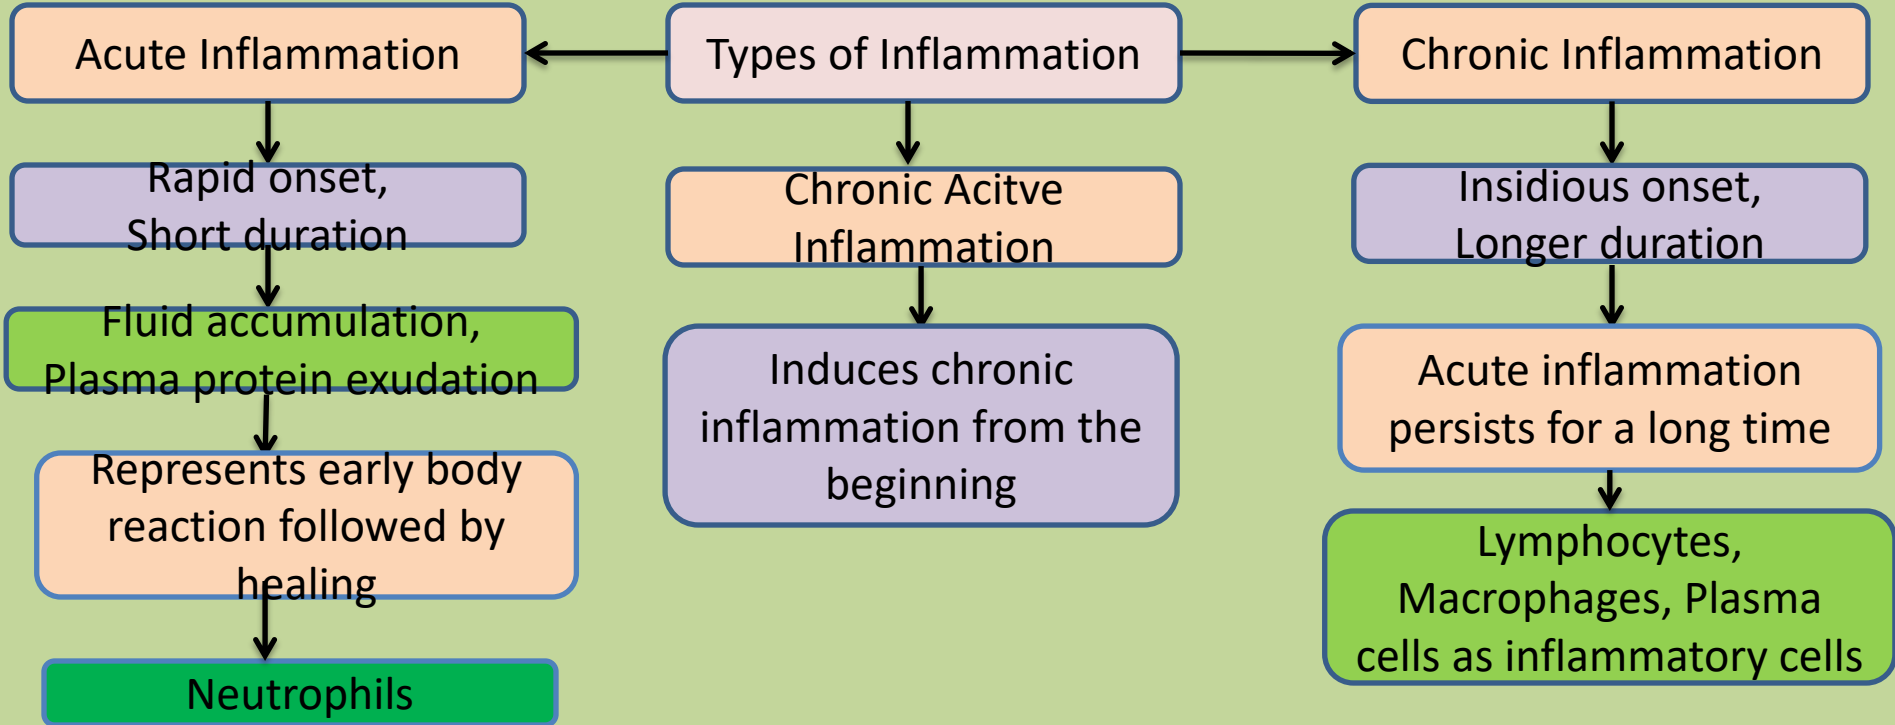 Acute Inflammation
Types of Inflammation
Chronic Inflammation
Rapid onset,
Short duration
Fluid accumulation,
Plasma protein exudation
Represents early body
reaction followed by
healing
Neutrophils
Chronic Acitve
Inflammation
Induces chronic
inflammation from the
beginning
Insidious onset,
Longer duration
Acute inflammation
persists for a long time
Lymphocytes,
Macrophages, Plasma
cells as inflammatory cells